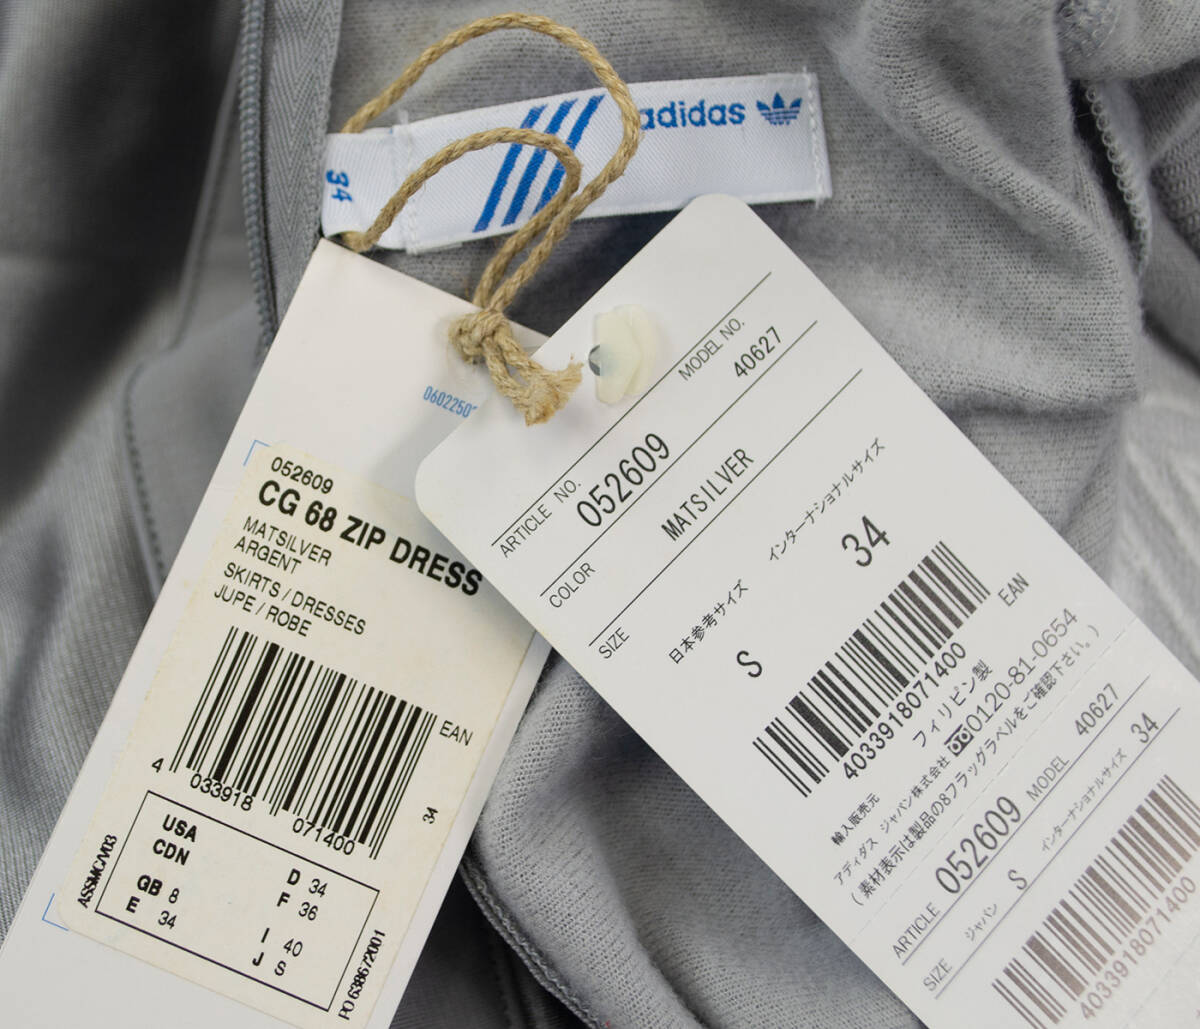 adidas
34
06022502
052609
CG 68 ZIP DRESS
MATSILVER
ARGENT
SKIRTS / DRESSES
JUPE / ROBE
EAN
4 033918 071400
34
USA
CDN
GB 8
E 34
D 34
F 36
I 40
J S
ASSMCA/03
PO 638672001
ARTICLE NO. MODEL NO.
052609 40627
COLOR MATSILVER
SIZE 日本参考サイズ インターナショナルサイズ
S 34
EAN
4033918071400
フィリピン製
輸入販売元
アディダス ジャパン株式会社 0120-81-0654
(素材表示は製品の8フラッグラベルをご確認下さい。)
ARTICLE 052609 MODEL 40627
SIZE ジャパン S インターナショナルサイズ 34
4033918071400